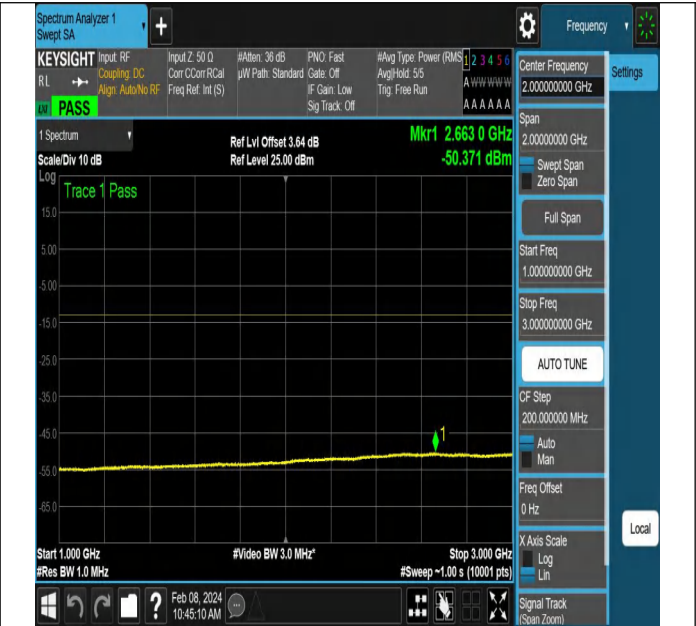 Spectrum Analyzer 1
Swept SA
+
Frequency
KEYSIGHT
RL
Input: RF
Coupling: DC
Align: Auto/No RF
Input Z: 50 Ω
Corr CCorr RCal
Freq Ref: Int (S)
#Atten: 36 dB
µW Path: Standard
PNO: Fast
Gate: Off
IF Gain: Low
Sig Track: Off
#Avg Type: Power (RMS
Avg|Hold: 5/5
Trig: Free Run
1 2 3 4 5 6
A W W W W W
A A A A A A
PASS
1 Spectrum
Scale/Div 10 dB
Ref Lvl Offset 3.64 dB
Ref Level 25.00 dBm
Mkr1 2.663 0 GHz
-50.371 dBm
Log
Trace 1 Pass
15.0
5.00
-5.00
-15.0
-25.0
-35.0
-45.0
-55.0
-65.0
1
Start 1.000 GHz
#Res BW 1.0 MHz
#Video BW 3.0 MHz*
Stop 3.000 GHz
#Sweep ~1.00 s (10001 pts)
Feb 08, 2024
10:45:10 AM
Center Frequency
2.000000000 GHz
Settings
Span
2.00000000 GHz
Swept Span
Zero Span
Full Span
Start Freq
1.000000000 GHz
Stop Freq
3.000000000 GHz
AUTO TUNE
CF Step
200.000000 MHz
Auto
Man
Freq Offset
0 Hz
X Axis Scale
Log
Lin
Local
Signal Track
(Span Zoom)